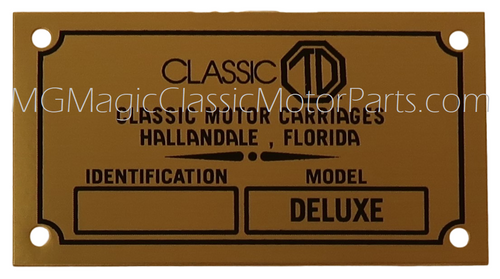 CLASSIC TD
MGMagicClassicMotorParts.com
CLASSIC MOTOR CARRIAGES
HALLANDALE , FLORIDA
IDENTIFICATION MODEL
DELUXE